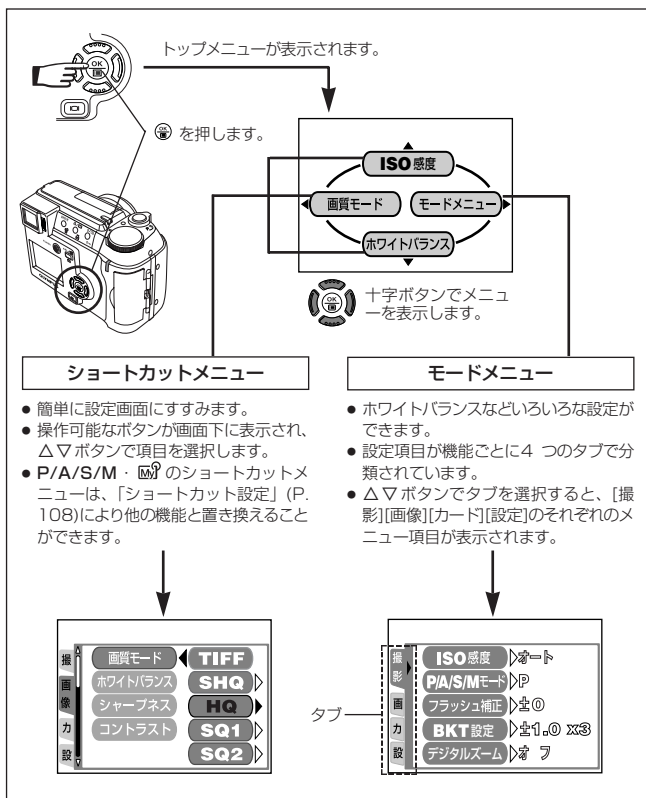 トップメニューが表示されます。
OK
を押します。
ISO感度
画質モード
モードメニュー
ホワイトバランス
OK
十字ボタンでメニュ
ーを表示します。
ショートカットメニュー
● 簡単に設定画面にすすみます。
● 操作可能なボタンが画面下に表示され、
△▽ボタンで項目を選択します。
● P/A/S/M・Myのショートカットメ
ニューは、「ショートカット設定」(P.
108)により他の機能と置き換えること
ができます。
モードメニュー
● ホワイトバランスなどいろいろな設定が
できます。
● 設定項目が機能ごとに4 つのタブで分
類されています。
● △▽ボタンでタブを選択すると、[撮
影][画像][カード][設定]のそれぞれのメ
ニュー項目が表示されます。
撮
画像
カ
設
画質モード
ホワイトバランス
シャープネス
コントラスト
TIFF
SHQ
HQ
SQ1
SQ2
タブ
撮影
画
カ
設
ISO感度 オート
P/A/S/Mモード P
フラッシュ補正 ±0
BKT設定 ±1.0 x3
デジタルズーム オフ